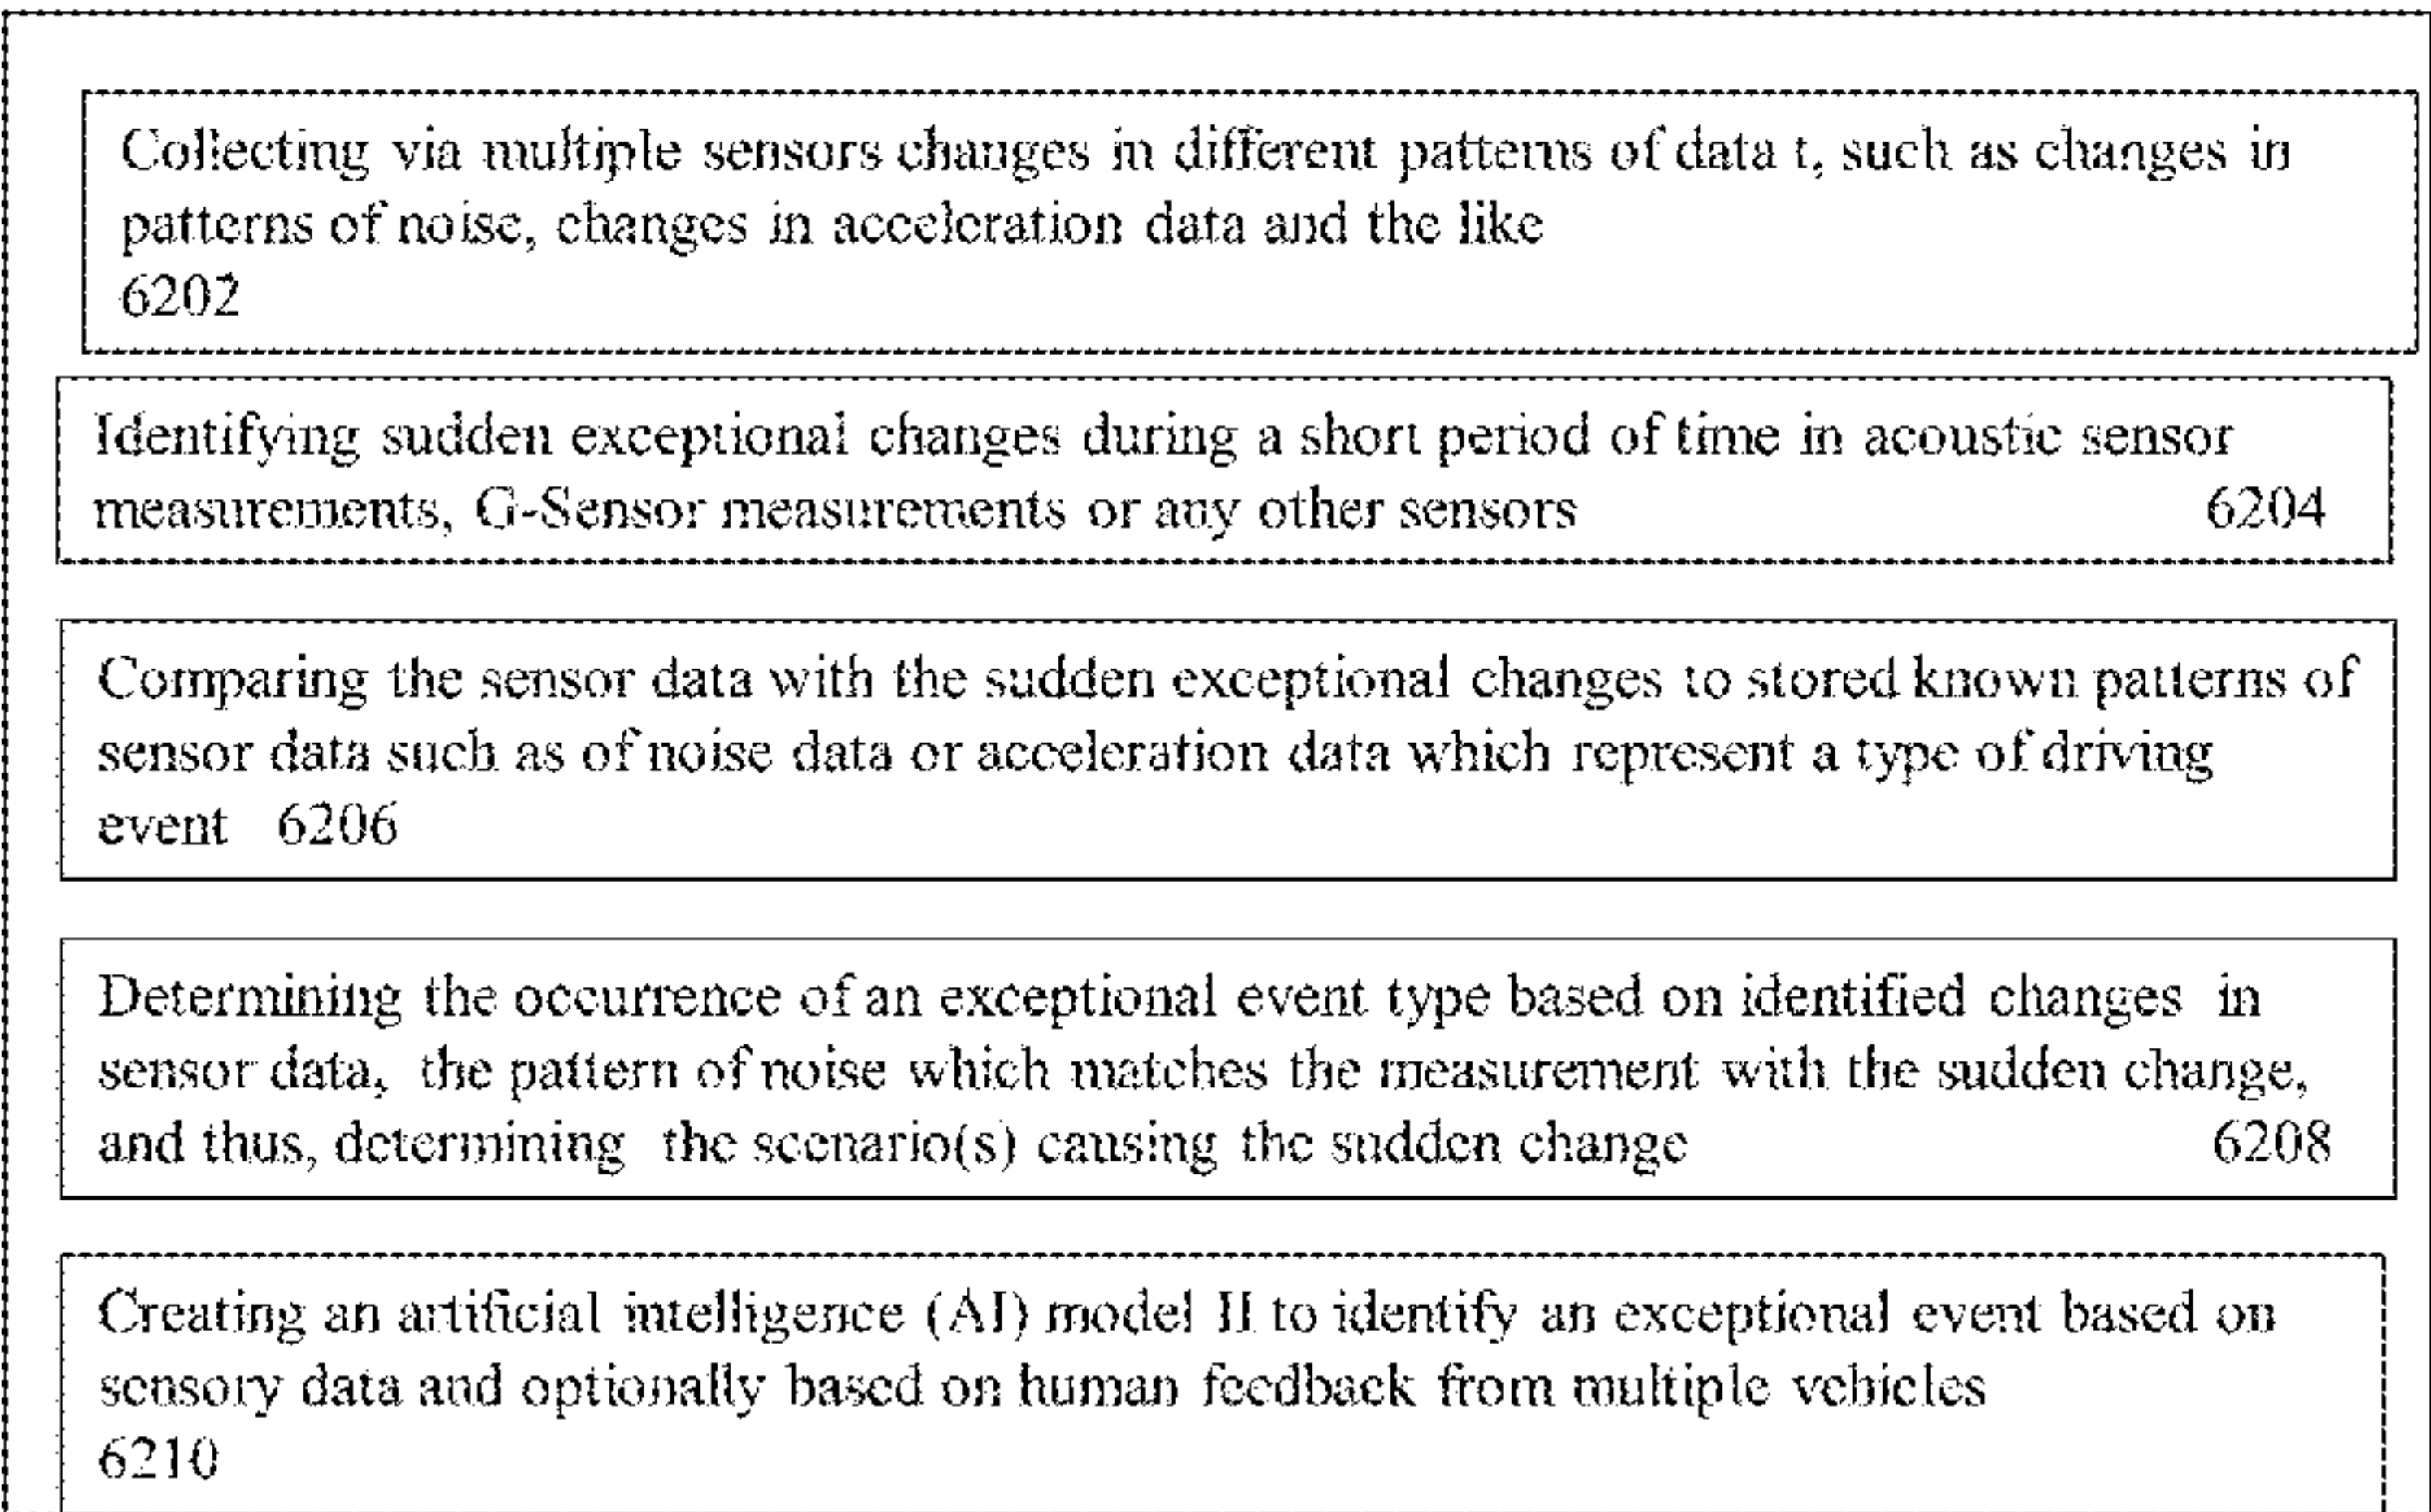 Collecting via multiple sensors changes in different patterns of data t, such as changes in
patterns of noise, changes in acceleration data and the like
6202
Identifying sudden exceptional changes during a short period of time in acoustic sensor
measurements, G-Sensor measurements or any other sensors 6204
Comparing the sensor data with the sudden exceptional changes to stored known patterns of
sensor data such as of noise data or acceleration data which represent a type of driving
event 6206
Determining the occurrence of an exceptional event type based on identified changes in
sensor data, the pattern of noise which matches the measurement with the sudden change,
and thus, determining the scenario(s) causing the sudden change 6208
Creating an artificial intelligence (AI) model II to identify an exceptional event based on
sensory data and optionally based on human feedback from multiple vehicles
6210